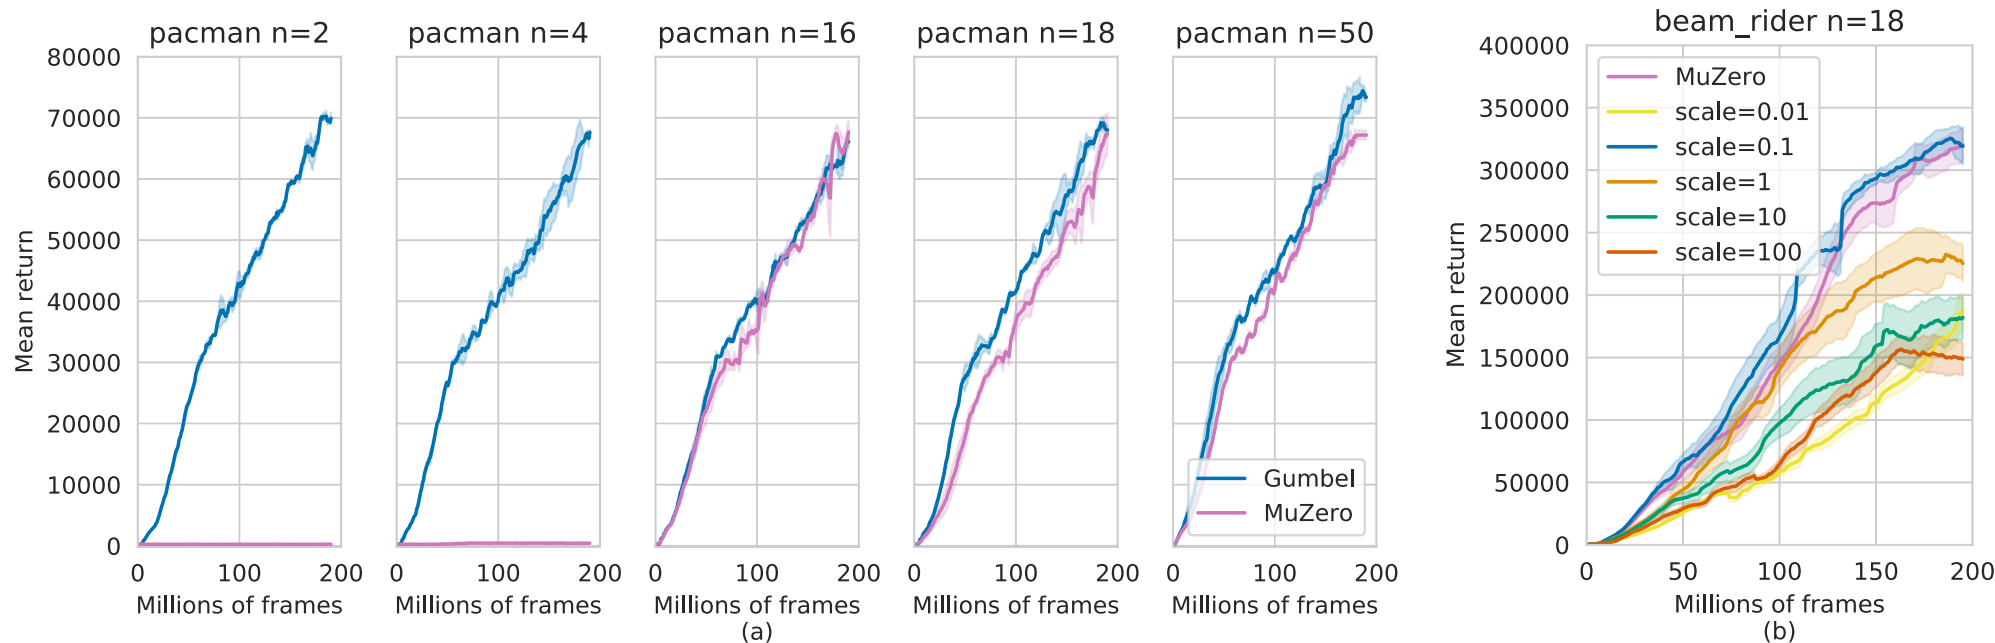 pacman n=2
pacman n=4
pacman n=16
pacman n=18
pacman n=50
beam_rider n=18
80000
70000
60000
50000
40000
30000
20000
10000
0
Mean return
0 100 200
0 100 200
0 100 200
0 100 200
0 100 200
Millions of frames
Millions of frames
Millions of frames
Millions of frames
Millions of frames
Gumbel
MuZero
(a)
400000
350000
300000
250000
200000
150000
100000
50000
0
Mean return
MuZero
scale=0.01
scale=0.1
scale=1
scale=10
scale=100
0 50 100 150 200
Millions of frames
(b)